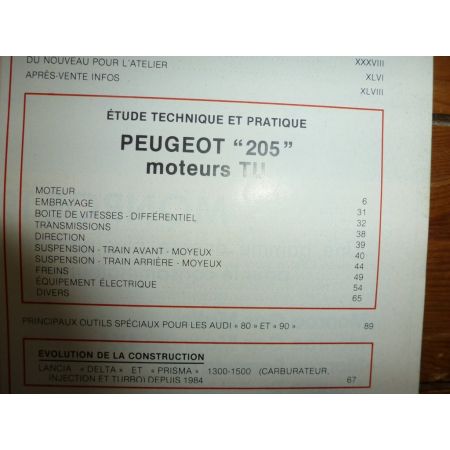 DU NOUVEAU POUR L'ATELIER XXXVIII
APRÈS-VENTE INFOS XLVI
XLVIII
ÉTUDE TECHNIQUE ET PRATIQUE
PEUGEOT "205"
moteurs TU
MOTEUR 6
EMBRAYAGE 31
BOITE DE VITESSES - DIFFÉRENTIEL 32
TRANSMISSIONS 38
DIRECTION 39
SUSPENSION - TRAIN AVANT - MOYEUX 40
SUSPENSION - TRAIN ARRIÈRE - MOYEUX 44
FREINS 49
ÉQUIPEMENT ÉLECTRIQUE 54
DIVERS 65
PRINCIPAUX OUTILS SPÉCIAUX POUR LES AUDI « 80 » ET « 90 » 89
ÉVOLUTION DE LA CONSTRUCTION
LANCIA « DELTA » ET « PRISMA » 1300-1500 (CARBURATEUR,
INJECTION ET TURBO) DEPUIS 1984 67